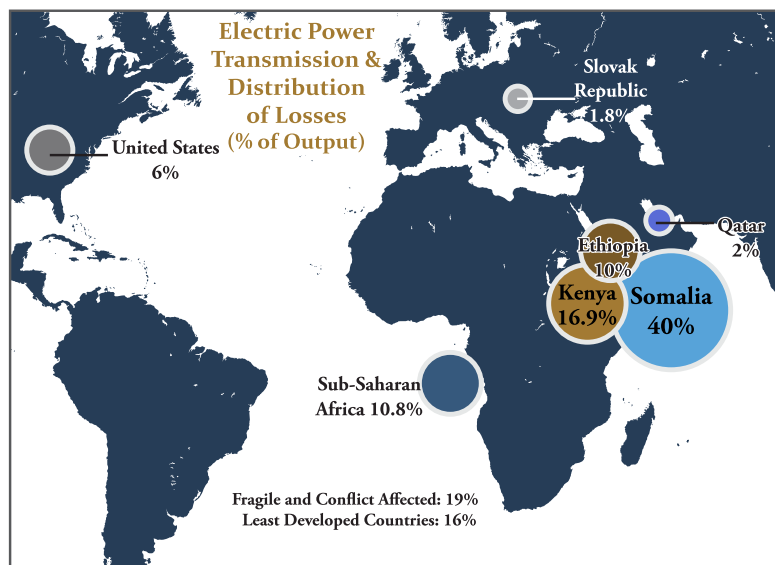 Electric Power
Transmission &
Distribution
of Losses
(% of Output)
Slovak
Republic
1.8%
United States
6%
Qatar
2%
Ethiopia
10%
Kenya
16.9%
Somalia
40%
Sub-Saharan
Africa 10.8%
Fragile and Conflict Affected: 19%
Least Developed Countries: 16%